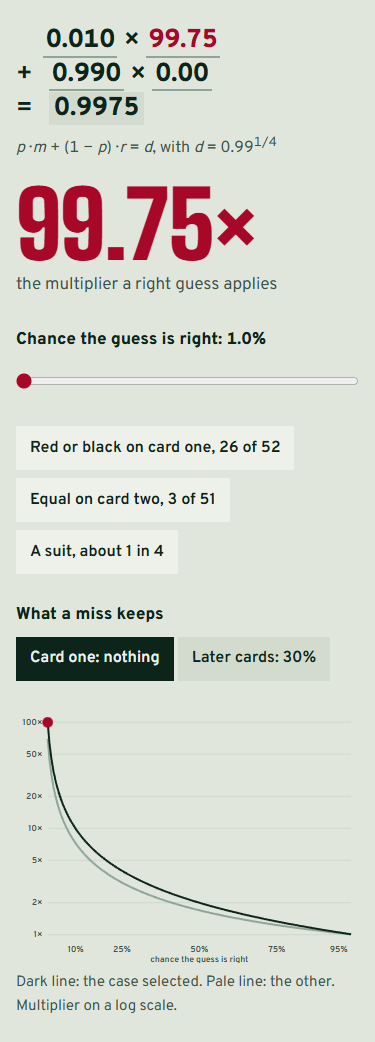 0.010 × 99.75
+ 0.990 × 0.00
= 0.9975
p·m + (1 − p)·r = d, with d = 0.99^1/4
99.75×
the multiplier a right guess applies
Chance the guess is right: 1.0%
Red or black on card one, 26 of 52
Equal on card two, 3 of 51
A suit, about 1 in 4
What a miss keeps
Card one: nothing Later cards: 30%
100×
50×
20×
10×
5×
2×
1×
10% 25% 50% 75% 95%
chance the guess is right
Dark line: the case selected. Pale line: the other.
Multiplier on a log scale.